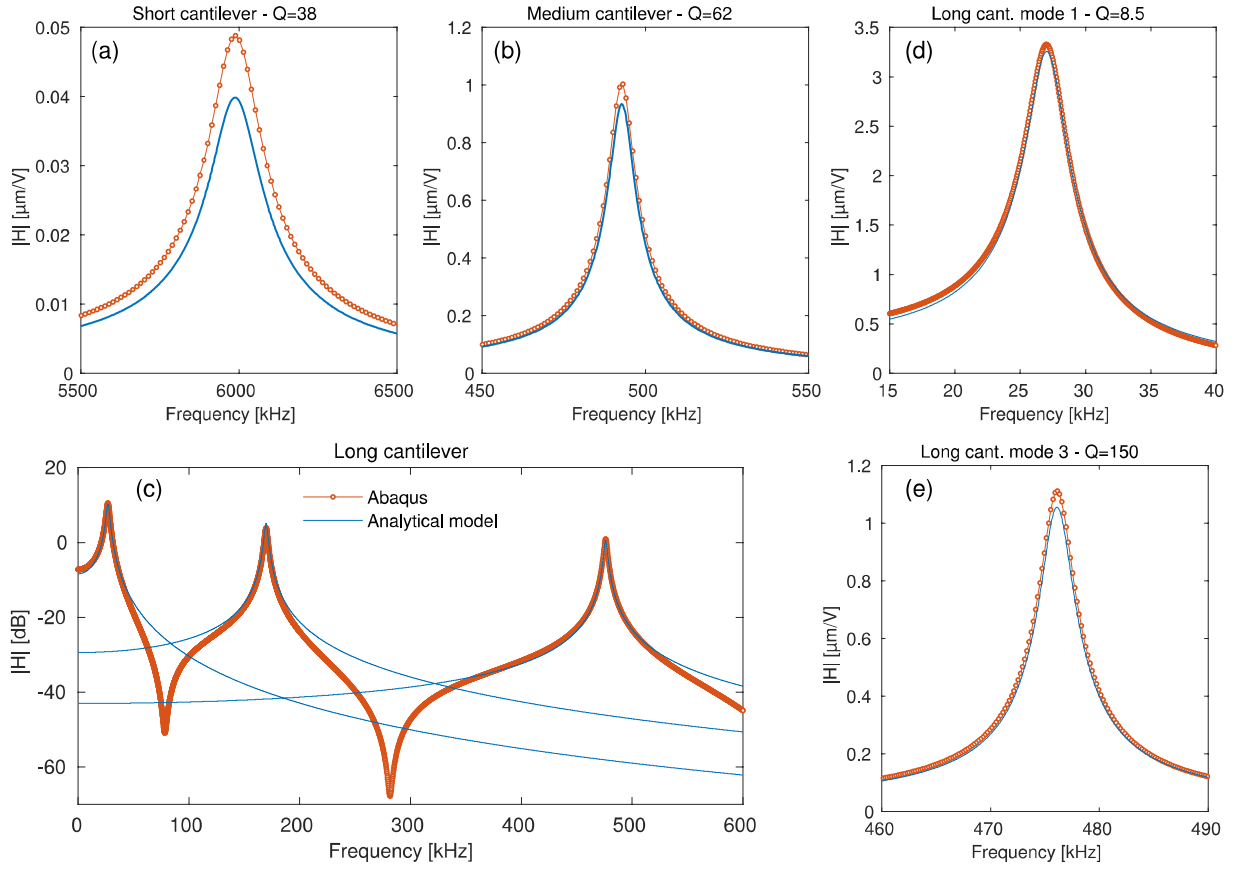 Short cantilever - Q=38
(a)
0.05
0.04
0.03
0.02
0.01
0
|H| [µm/V]
5500 6000 6500
Frequency [kHz]
Medium cantilever - Q=62
(b)
1.2
1
0.8
0.6
0.4
0.2
0
|H| [µm/V]
450 500 550
Frequency [kHz]
Long cant. mode 1 - Q=8.5
(d)
3.5
3
2.5
2
1.5
1
0.5
0
|H| [µm/V]
15 20 25 30 35 40
Frequency [kHz]
Long cantilever
(c)
Abaqus
Analytical model
20
0
-20
-40
-60
|H| [dB]
0 100 200 300 400 500 600
Frequency [kHz]
Long cant. mode 3 - Q=150
(e)
1.2
1
0.8
0.6
0.4
0.2
0
|H| [µm/V]
460 470 480 490
Frequency [kHz]